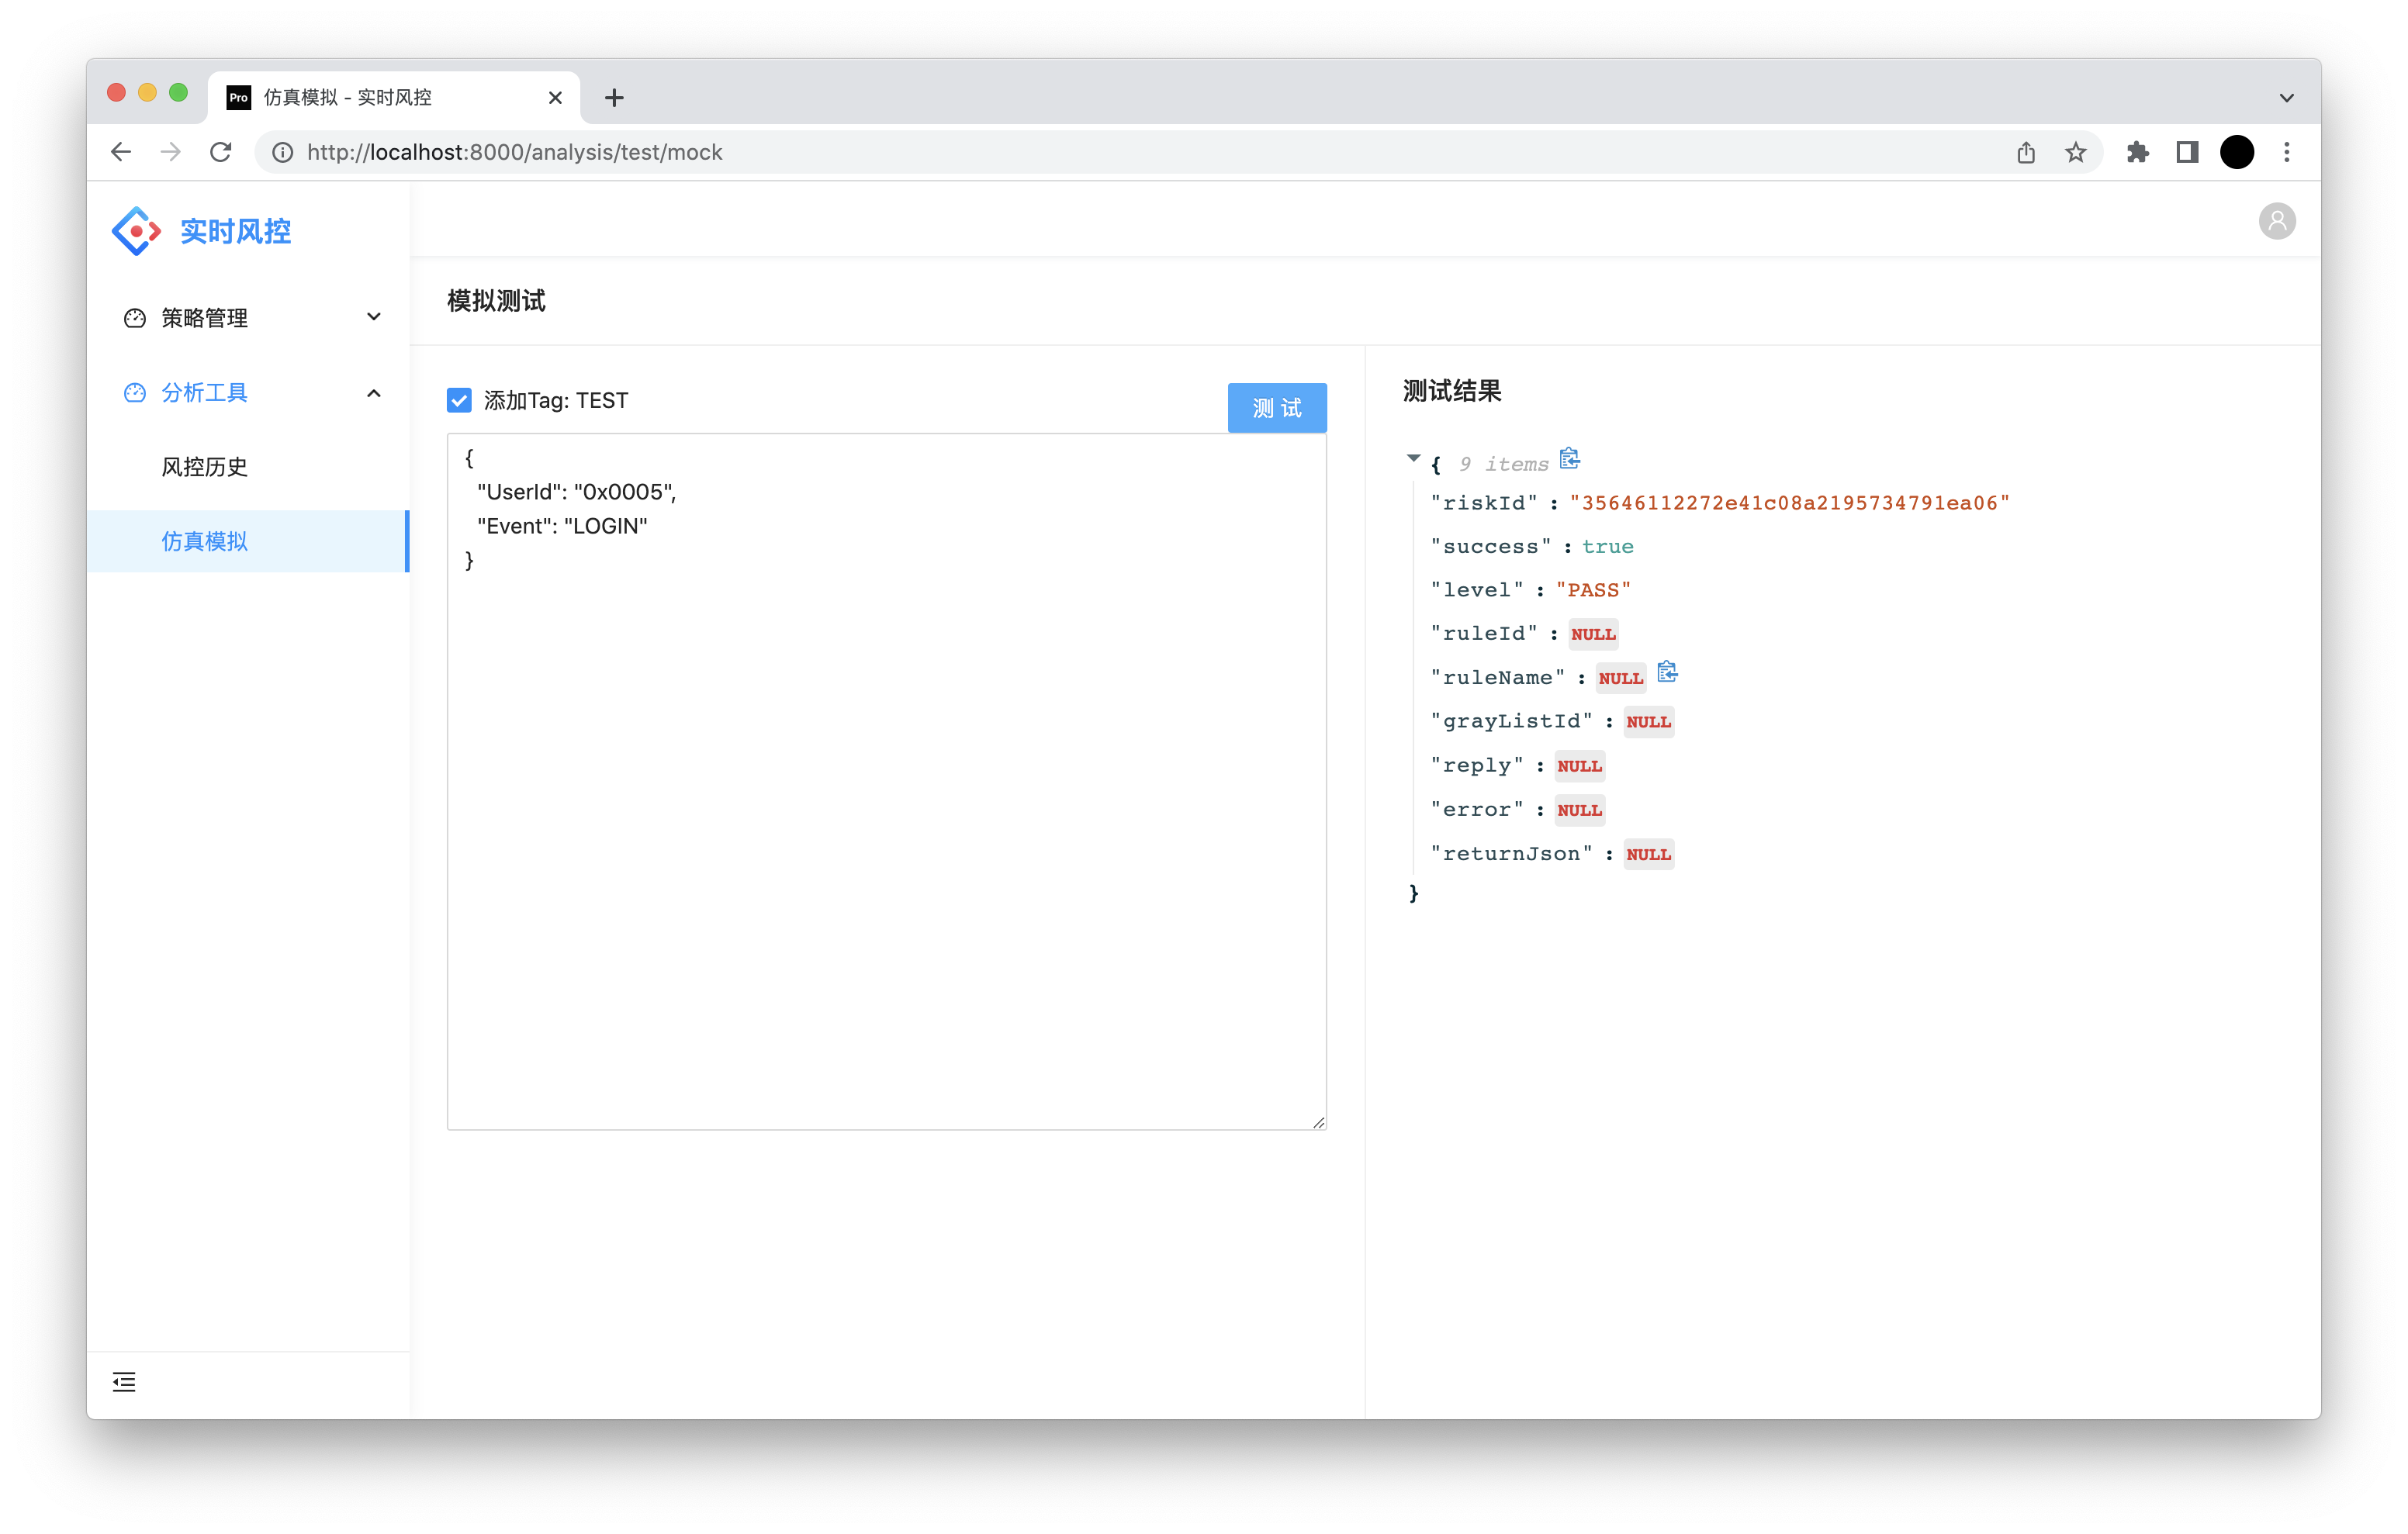 Pro 仿真模拟 - 实时风控
http://localhost:8000/analysis/test/mock
实时风控
策略管理
分析工具
风控历史
仿真模拟
模拟测试
添加Tag: TEST
测 试
{
"UserId": "0x0005",
"Event": "LOGIN"
}
测试结果
{ 9 items
"riskId" : "35646112272e41c08a2195734791ea06"
"success" : true
"level" : "PASS"
"ruleId" : NULL
"ruleName" : NULL
"grayListId" : NULL
"reply" : NULL
"error" : NULL
"returnJson" : NULL
}